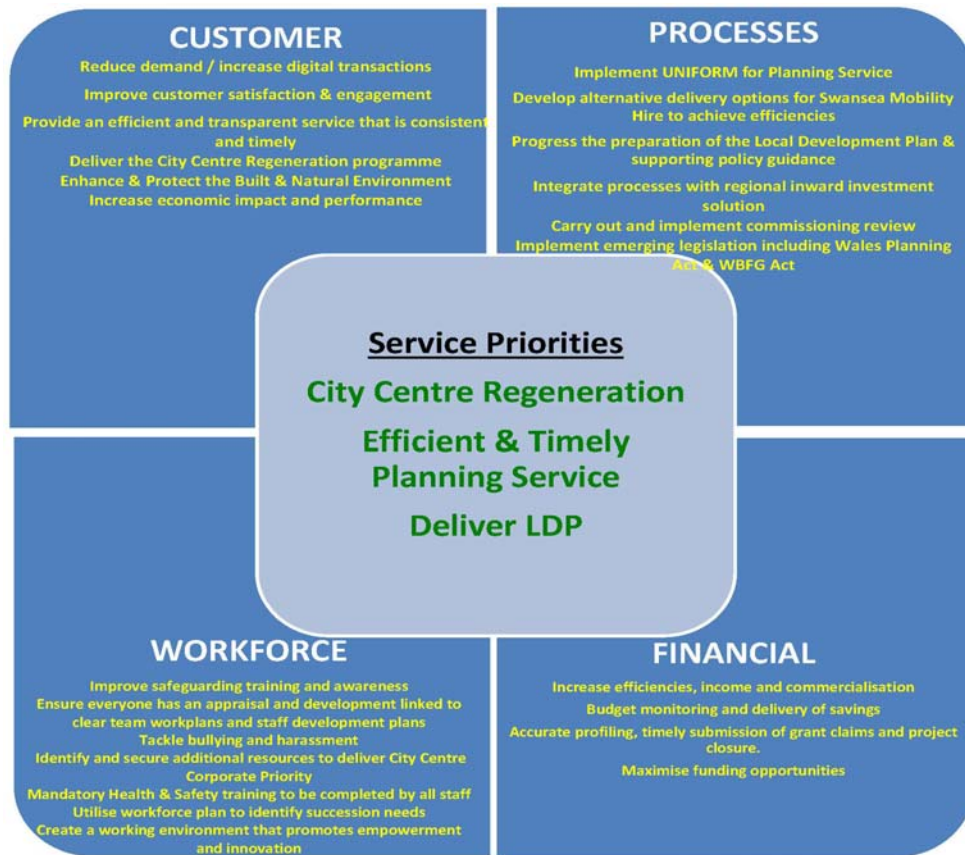 CUSTOMER
Reduce demand / increase digital transactions
Improve customer satisfaction & engagement
Provide an efficient and transparent service that is consistent
and timely
Deliver the City Centre Regeneration programme
Enhance & Protect the Built & Natural Environment
Increase economic impact and performance
PROCESSES
Implement UNIFORM for Planning Service
Develop alternative delivery options for Swansea Mobility
Hire to achieve efficiencies
Progress the preparation of the Local Development Plan &
supporting policy guidance
Integrate processes with regional inward investment
solution
Carry out and implement commissioning review
Implement emerging legislation including Wales Planning
Act & WBFG Act
Service Priorities
City Centre Regeneration
Efficient & Timely
Planning Service
Deliver LDP
WORKFORCE
Improve safeguarding training and awareness
Ensure everyone has an appraisal and development linked to
clear team workplans and staff development plans
Tackle bullying and harassment
Identify and secure additional resources to deliver City Centre
Corporate Priority
Mandatory Health & Safety training to be completed by all staff
Utilise workforce plan to identify succession needs
Create a working environment that promotes empowerment
and innovation
FINANCIAL
Increase efficiencies, income and commercialisation
Budget monitoring and delivery of savings
Accurate profiling, timely submission of grant claims and project
closure.
Maximise funding opportunities